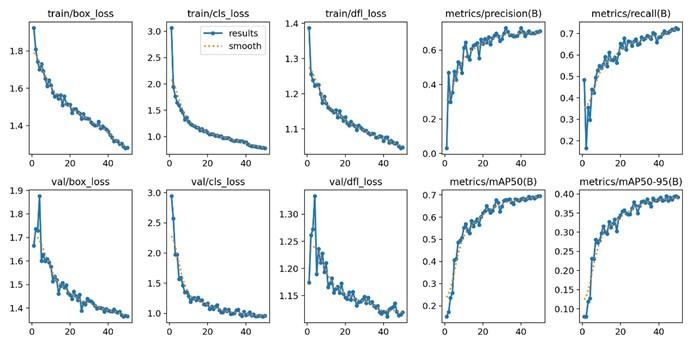 train/box_loss
train/cls_loss
train/dfl_loss
metrics/precision(B)
metrics/recall(B)
1.8
1.6
1.4
0 20 40
3.0
2.5
2.0
1.5
1.0
results
smooth
0 20 40
1.4
1.3
1.2
1.1
0 20 40
0.6
0.4
0.2
0.0
0 20 40
0.7
0.6
0.5
0.4
0.3
0.2
0 20 40
val/box_loss
val/cls_loss
val/dfl_loss
metrics/mAP50(B)
metrics/mAP50-95(B)
1.9
1.8
1.7
1.6
1.5
1.4
0 20 40
3.0
2.5
2.0
1.5
1.0
0 20 40
1.30
1.25
1.20
1.15
0 20 40
0.7
0.6
0.5
0.4
0.3
0.2
0 20 40
0.40
0.35
0.30
0.25
0.20
0.15
0.10
0 20 40